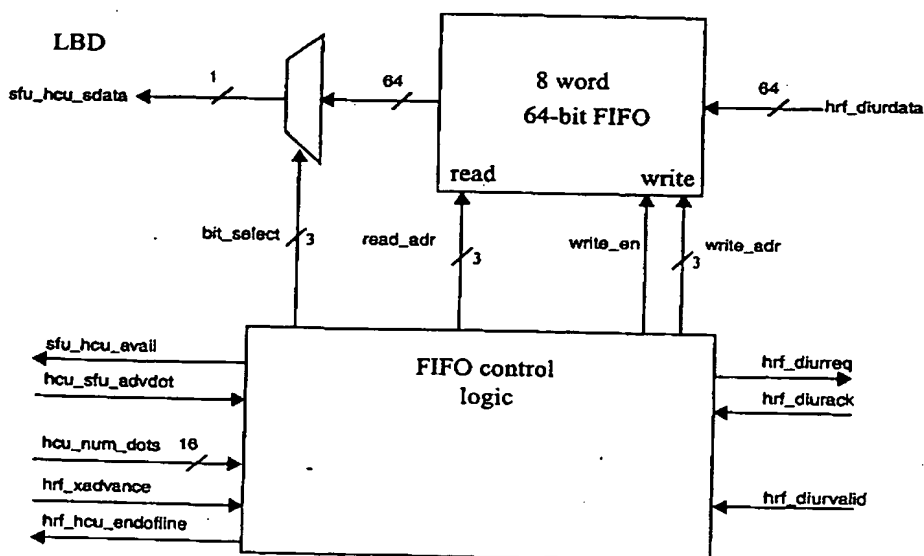 LBD
sfu_hcu_sdata
1
64
8 word
64-bit FIFO
64
hrf_diurdata
read
write
bit_select
3
read_adr
3
write_en
write_adr
3
sfu_hcu_avail
hcu_sfu_advdot
hcu_num_dots
16
hrf_xadvance
hrf_hcu_endofline
FIFO control
logic
hrf_diurreq
hrf_diurack
hrf_diurvalid